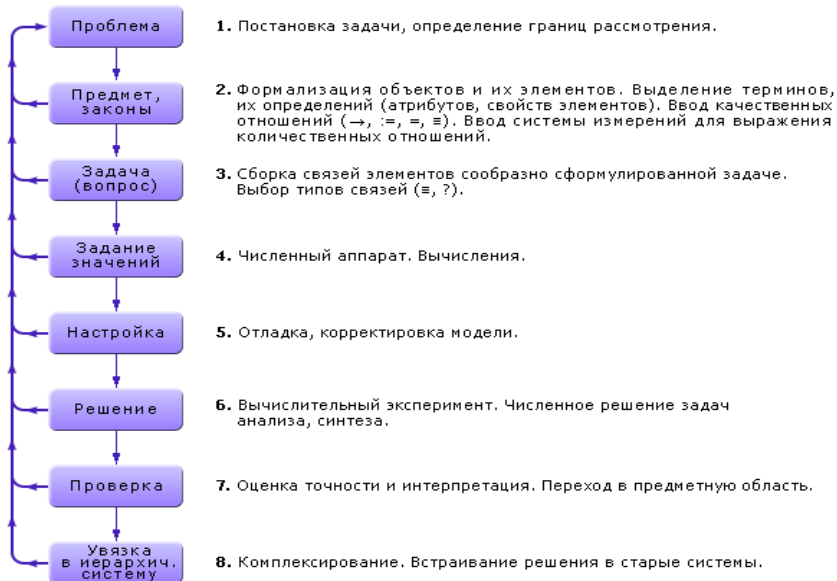 Проблема
1. Постановка задачи, определение границ рассмотрения.
Предмет,
законы
2. Формализация объектов и их элементов. Выделение терминов,
их определений (атрибутов, свойств элементов). Ввод качественных
отношений (→, :=, =, ≡). Ввод системы измерений для выражения
количественных отношений.
Задача
(вопрос)
3. Сборка связей элементов сообразно сформулированной задаче.
Выбор типов связей (≡, ?).
Задание
значений
4. Численный аппарат. Вычисления.
Настройка
5. Отладка, корректировка модели.
Решение
6. Вычислительный эксперимент. Численное решение задач
анализа, синтеза.
Проверка
7. Оценка точности и интерпретация. Переход в предметную область.
Увязка
в иерархич.
систему
8. Комплексирование. Встраивание решения в старые системы.